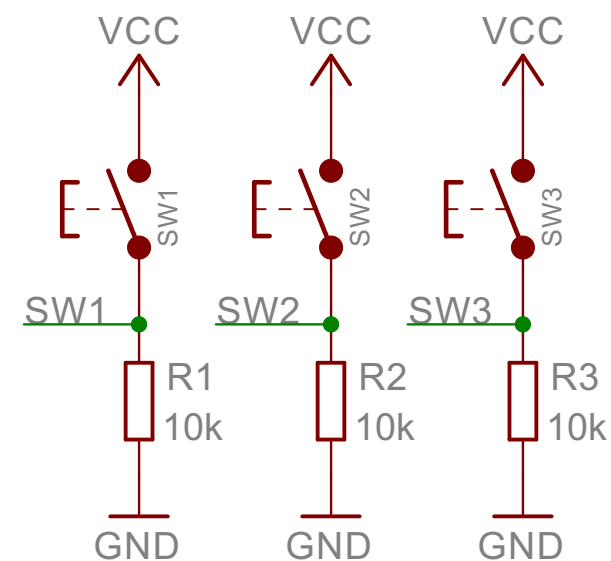 VCC VCC VCC
SW1 SW2 SW3
SW1 SW2 SW3
R1 R2 R3
10k 10k 10k
GND GND GND